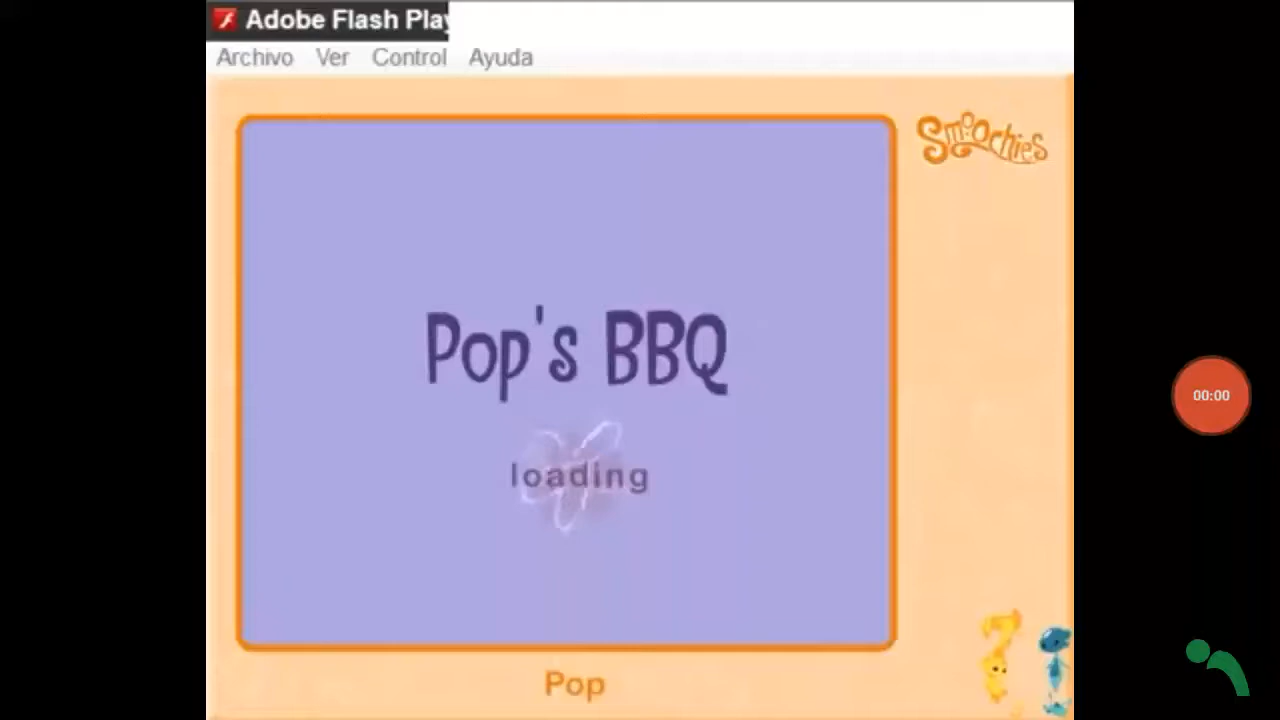 Adobe Flash Play
Archivo Ver Control Ayuda
Smoochies
Pop's BBQ
loading
00:00
Pop